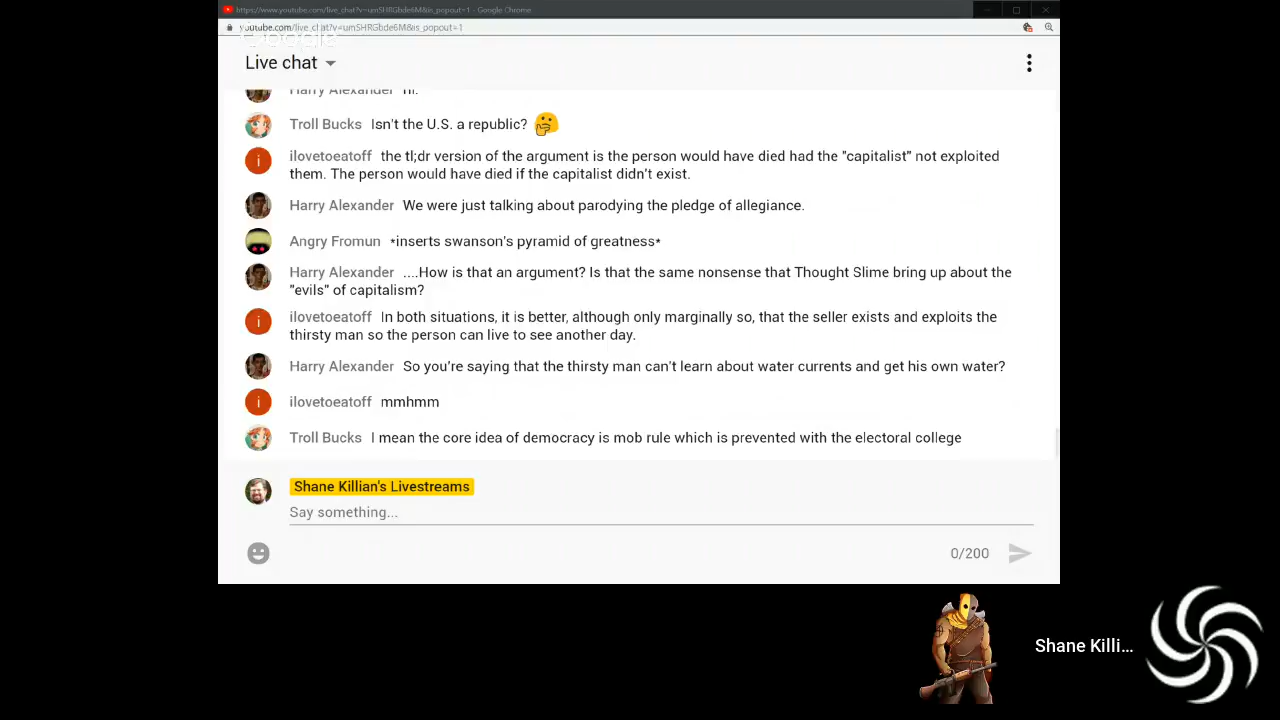 https://www.youtube.com/live_chat?v=um5HRGbde6M&is_popout=1 - Google Chrome
youtube.com/live_chat?v=um5HRGbde6M&is_popout=1
Live chat
Harry Alexander hi.
Troll Bucks Isn't the U.S. a republic? 🤔
i ilovetoeatoff the tl;dr version of the argument is the person would have died had the "capitalist" not exploited
them. The person would have died if the capitalist didn't exist.
Harry Alexander We were just talking about parodying the pledge of allegiance.
Angry Fromun *inserts swanson's pyramid of greatness*
Harry Alexander ....How is that an argument? Is that the same nonsense that Thought Slime bring up about the
"evils" of capitalism?
i ilovetoeatoff In both situations, it is better, although only marginally so, that the seller exists and exploits the
thirsty man so the person can live to see another day.
Harry Alexander So you're saying that the thirsty man can't learn about water currents and get his own water?
i ilovetoeatoff mmhmm
Troll Bucks I mean the core idea of democracy is mob rule which is prevented with the electoral college
Shane Killian's Livestreams
Say something...
0/200
Shane Killi...